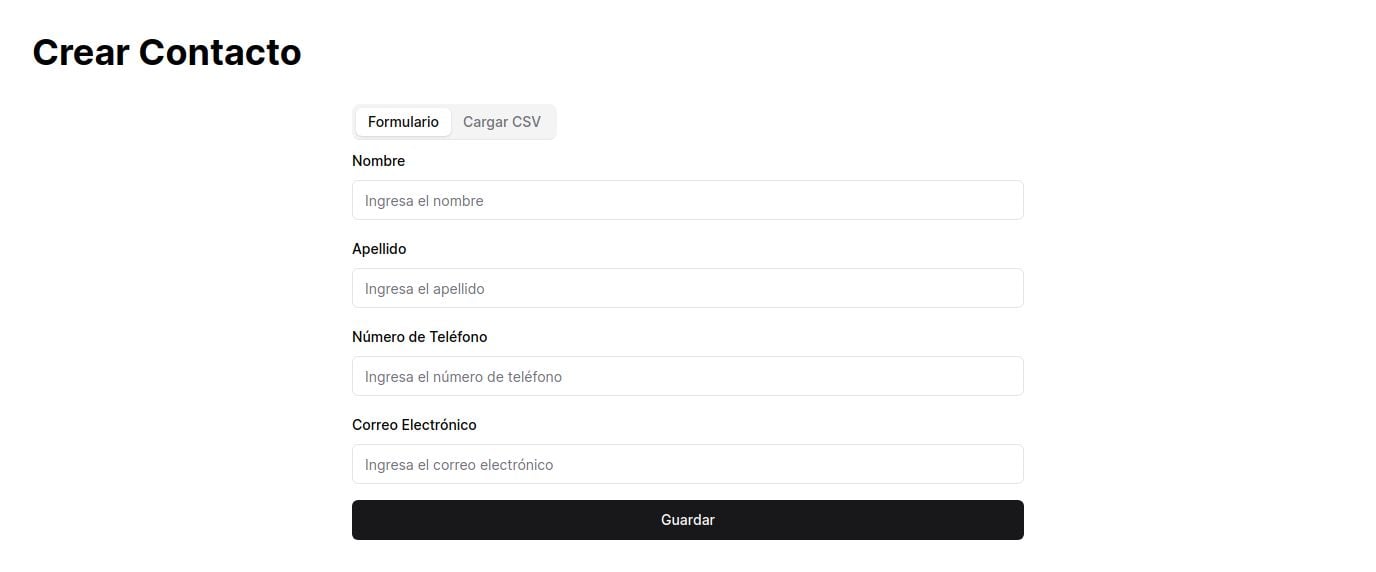 Crear Contacto
Formulario Cargar CSV
Nombre
Ingresa el nombre
Apellido
Ingresa el apellido
Número de Teléfono
Ingresa el número de teléfono
Correo Electrónico
Ingresa el correo electrónico
Guardar